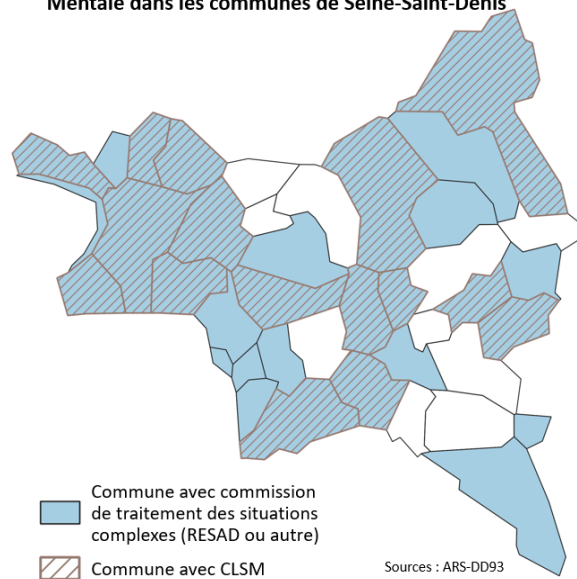 Mentale dans les communes de Seine-Saint-Denis
Commune avec commission
de traitement des situations
complexes (RESAD ou autre)
Commune avec CLSM
Sources : ARS-DD93